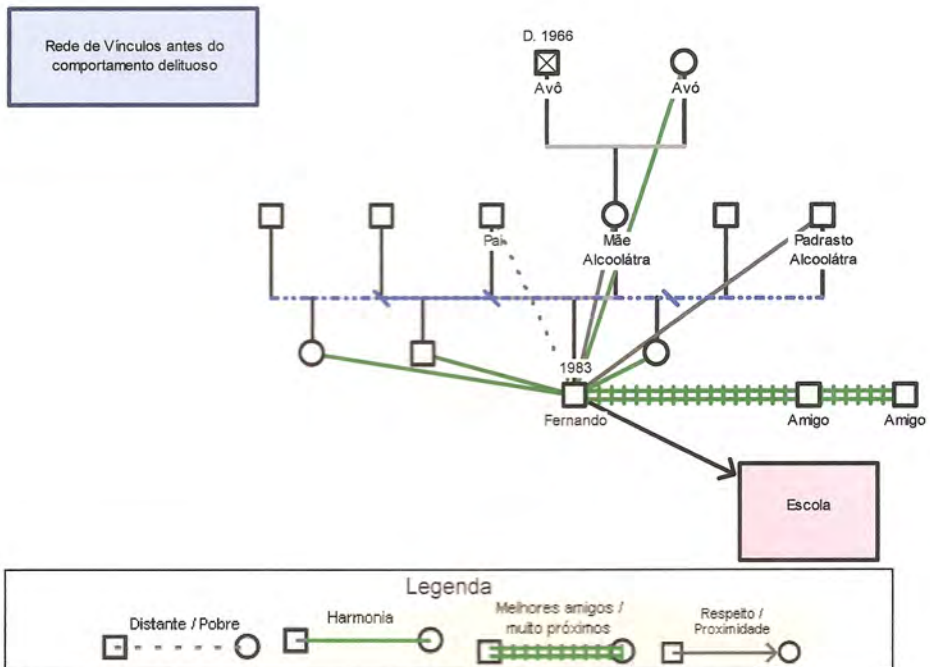 Rede de Vínculos antes do
comportamento delituoso
D. 1966
Avô
Avó
Pai
Mãe
Alcoolátra
Padrasto
Alcoolátra
1983
Fernando
Amigo
Amigo
Escola
Legenda
Distante / Pobre
Harmonia
Melhores amigos /
muito próximos
Respeito /
Proximidade